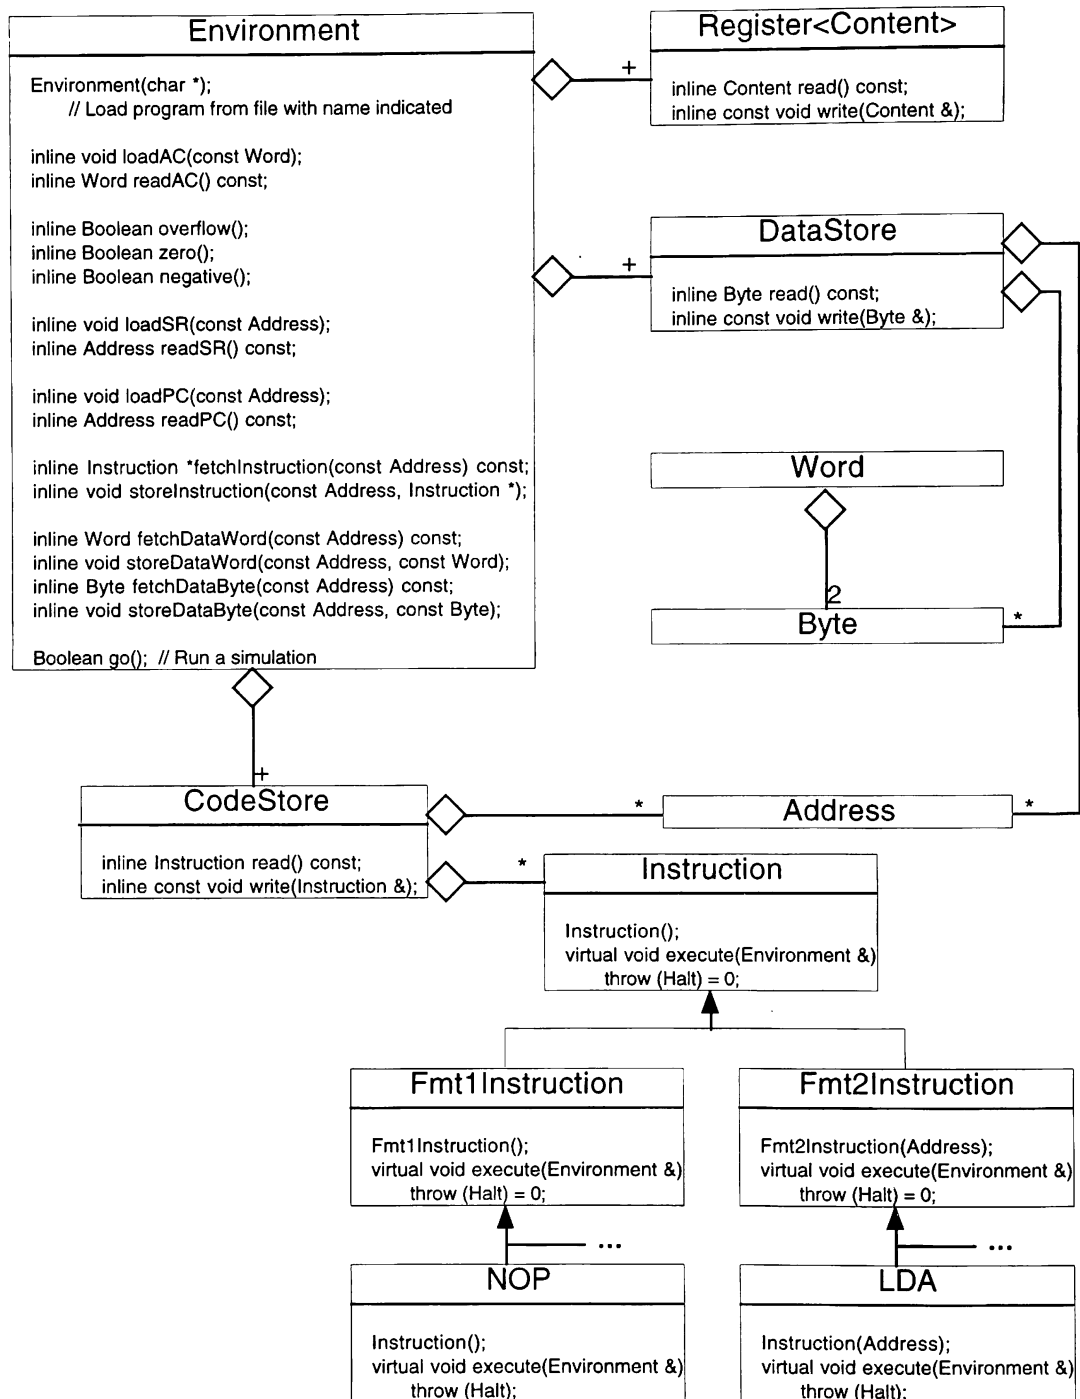 Environment
Environment(char *);
// Load program from file with name indicated
inline void loadAC(const Word);
inline Word readAC() const;
inline Boolean overflow();
inline Boolean zero();
inline Boolean negative();
inline void loadSR(const Address);
inline Address readSR() const;
inline void loadPC(const Address);
inline Address readPC() const;
inline Instruction *fetchInstruction(const Address) const;
inline void storeInstruction(const Address, Instruction *);
inline Word fetchDataWord(const Address) const;
inline void storeDataWord(const Address, const Word);
inline Byte fetchDataByte(const Address) const;
inline void storeDataByte(const Address, const Byte);
Boolean go(); // Run a simulation
+
Register<Content>
inline Content read() const;
inline const void write(Content &);
+
DataStore
inline Byte read() const;
inline const void write(Byte &);
Word
2
Byte
*
+
CodeStore
inline Instruction read() const;
inline const void write(Instruction &);
*
Address
*
*
Instruction
Instruction();
virtual void execute(Environment &)
throw (Halt) = 0;
Fmt1Instruction
Fmt1Instruction();
virtual void execute(Environment &)
throw (Halt) = 0;
...
Fmt2Instruction
Fmt2Instruction(Address);
virtual void execute(Environment &)
throw (Halt) = 0;
...
NOP
Instruction();
virtual void execute(Environment &)
throw (Halt);
LDA
Instruction(Address);
virtual void execute(Environment &)
throw (Halt);